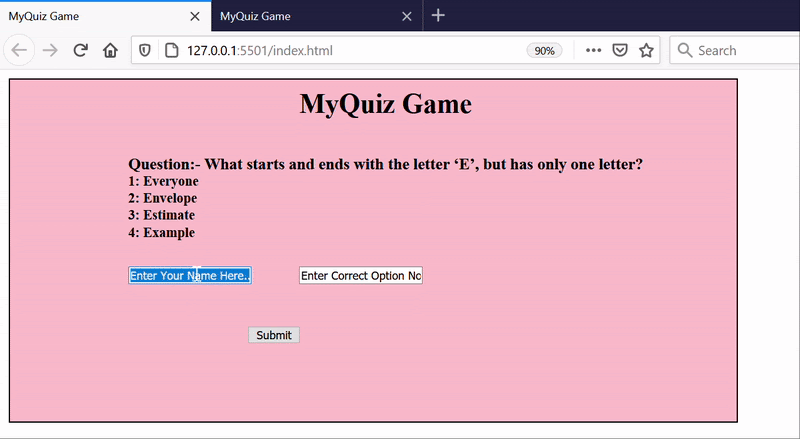 MyQuiz Game
MyQuiz Game
127.0.0.1:5501/index.html
90%
Search
MyQuiz Game
Question:- What starts and ends with the letter ‘E’, but has only one letter?
1: Everyone
2: Envelope
3: Estimate
4: Example
Enter Your Name Here..
Enter Correct Option No
Submit